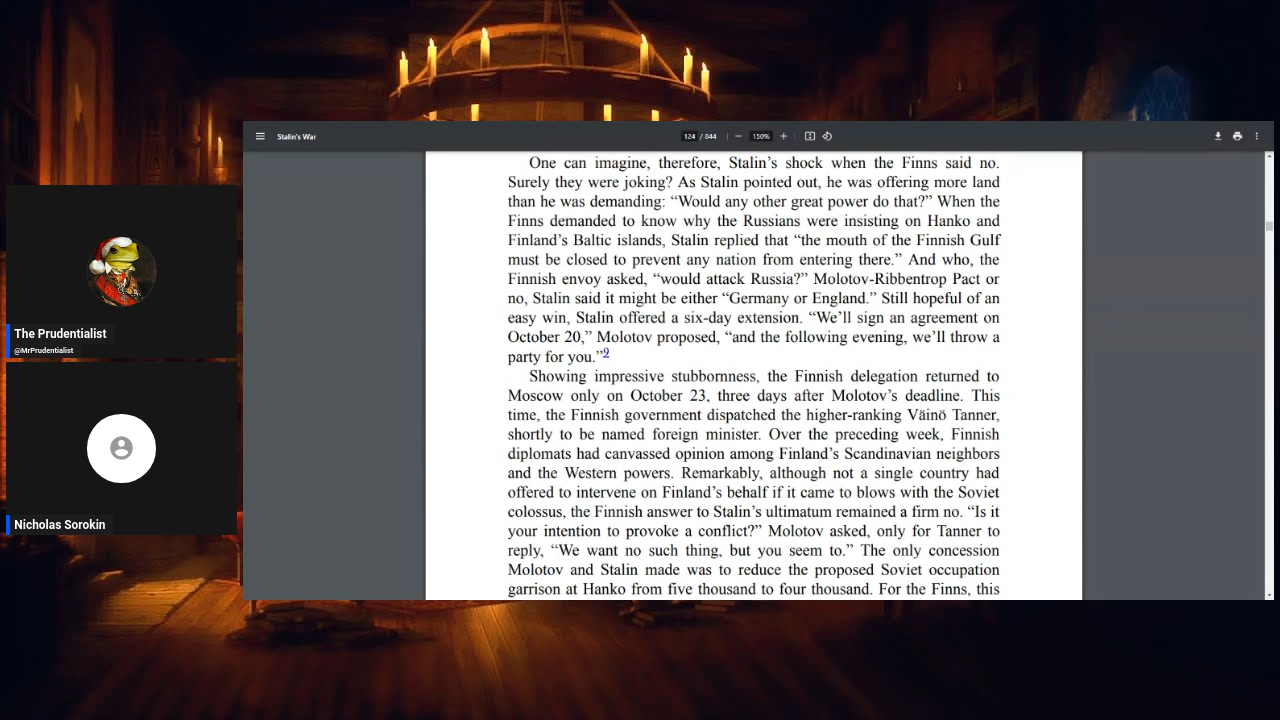 Stalin's War
124 / 844
150%
One can imagine, therefore, Stalin’s shock when the Finns said no.
Surely they were joking? As Stalin pointed out, he was offering more land
than he was demanding: “Would any other great power do that?” When the
Finns demanded to know why the Russians were insisting on Hanko and
Finland’s Baltic islands, Stalin replied that “the mouth of the Finnish Gulf
must be closed to prevent any nation from entering there.” And who, the
Finnish envoy asked, “would attack Russia?” Molotov-Ribbentrop Pact or
no, Stalin said it might be either “Germany or England.” Still hopeful of an
easy win, Stalin offered a six-day extension. “We’ll sign an agreement on
October 20,” Molotov proposed, “and the following evening, we’ll throw a
party for you.”9
Showing impressive stubbornness, the Finnish delegation returned to
Moscow only on October 23, three days after Molotov’s deadline. This
time, the Finnish government dispatched the higher-ranking Väinö Tanner,
shortly to be named foreign minister. Over the preceding week, Finnish
diplomats had canvassed opinion among Finland’s Scandinavian neighbors
and the Western powers. Remarkably, although not a single country had
offered to intervene on Finland’s behalf if it came to blows with the Soviet
colossus, the Finnish answer to Stalin’s ultimatum remained a firm no. “Is it
your intention to provoke a conflict?” Molotov asked, only for Tanner to
reply, “We want no such thing, but you seem to.” The only concession
Molotov and Stalin made was to reduce the proposed Soviet occupation
garrison at Hanko from five thousand to four thousand. For the Finns, this
The Prudentialist
@MrPrudentialist
Nicholas Sorokin